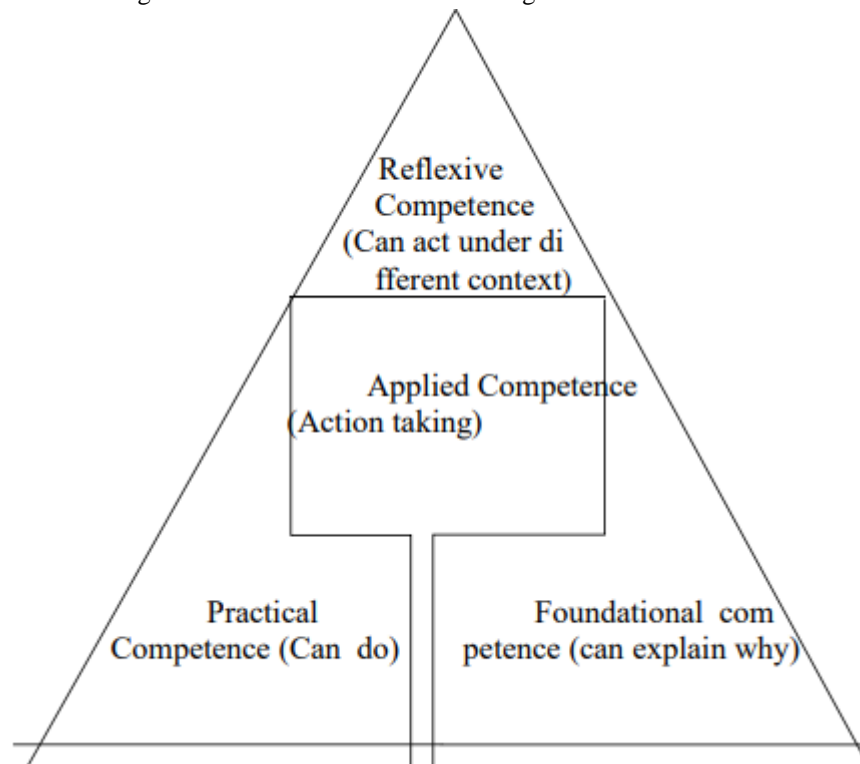 Reflexive
Competence
(Can act under di
fferent context)
Applied Competence
(Action taking)
Practical
Competence (Can do)
Foundational com
petence (can explain why)